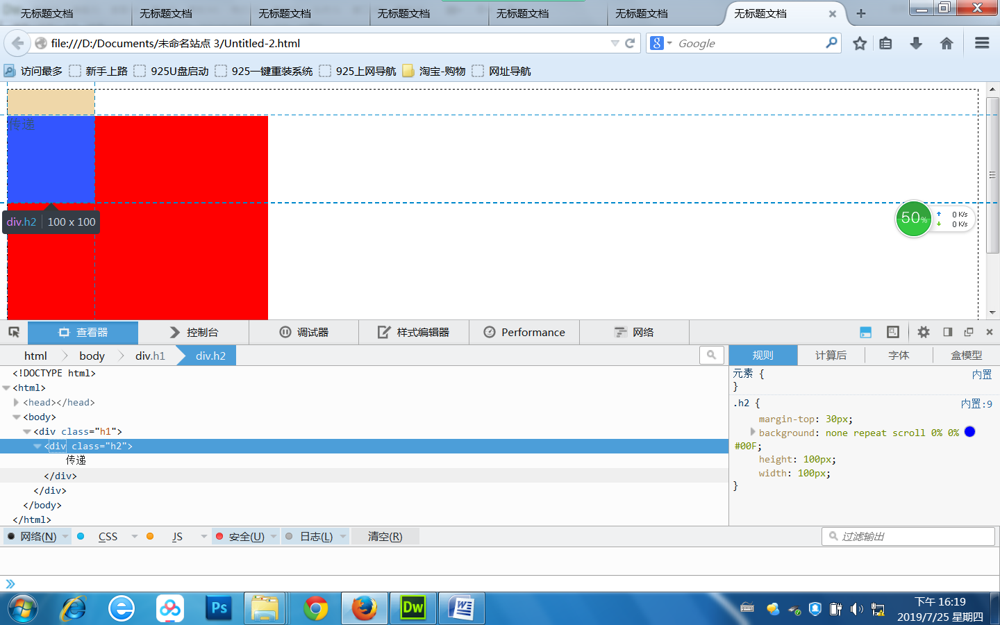 无标题文档 无标题文档 无标题文档 无标题文档 无标题文档 无标题文档 无标题文档
file:///D:/Documents/未命名站点 3/Untitled-2.html Google
访问最多 新手上路 925U盘启动 925一键重装系统 925上网导航 淘宝-购物 网址导航
传递
div.h2 100 x 100
50% 0 K/s
0 K/s
查看器 控制台 调试器 样式编辑器 Performance 网络
html body div.h1 div.h2 规则 计算后 字体 盒模型
<!DOCTYPE html>
<html>
<head></head>
<body>
<div class="h1">
<div class="h2">
传递
</div>
</div>
</body>
</html>
元素 { 内置
}
.h2 { 内置:9
margin-top: 30px;
background: none repeat scroll 0% 0%
#00F;
height: 100px;
width: 100px;
}
网络(N) CSS JS 安全(U) 日志(L) 清空(R) 过滤输出
下午 16:19
2019/7/25 星期四